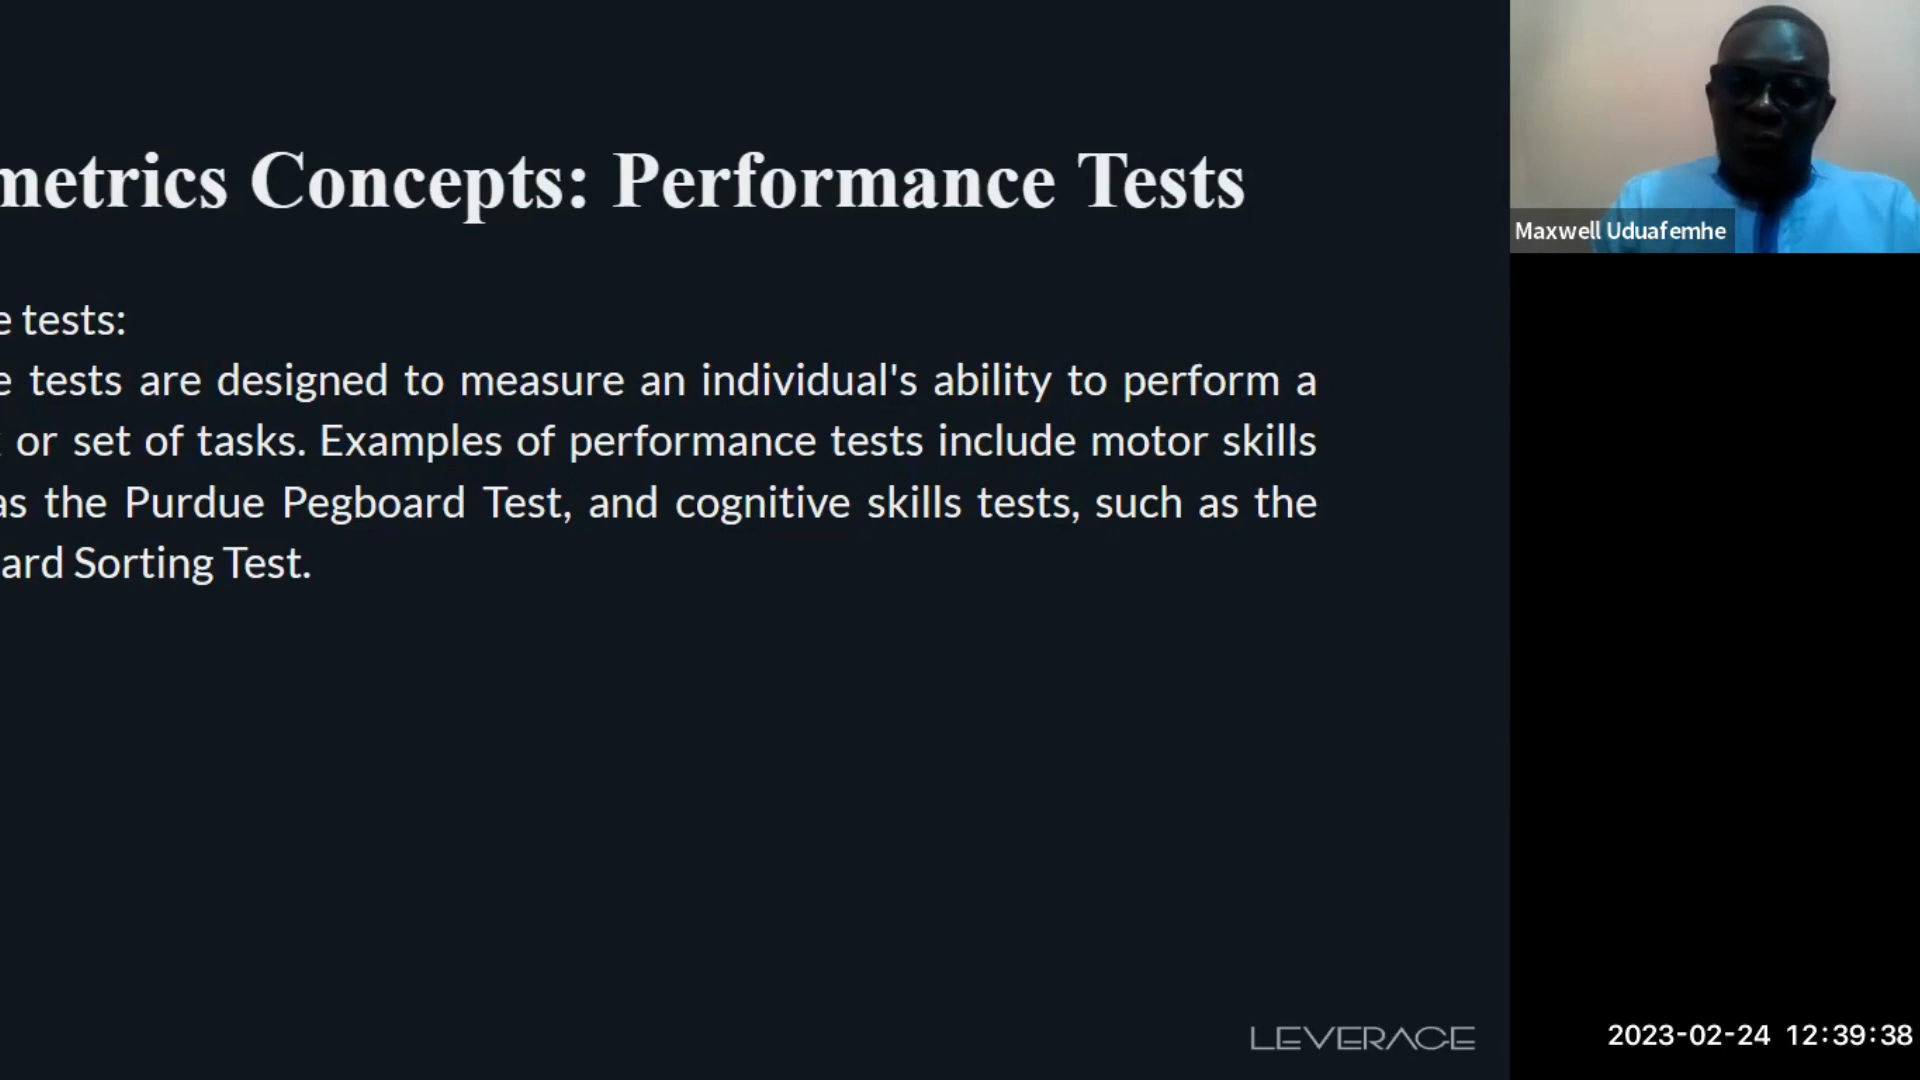 metrics Concepts: Performance Tests
e tests:
e tests are designed to measure an individual's ability to perform a
or set of tasks. Examples of performance tests include motor skills
as the Purdue Pegboard Test, and cognitive skills tests, such as the
ard Sorting Test.
Maxwell Uduafemhe
LEVERAGE
2023-02-24 12:39:38